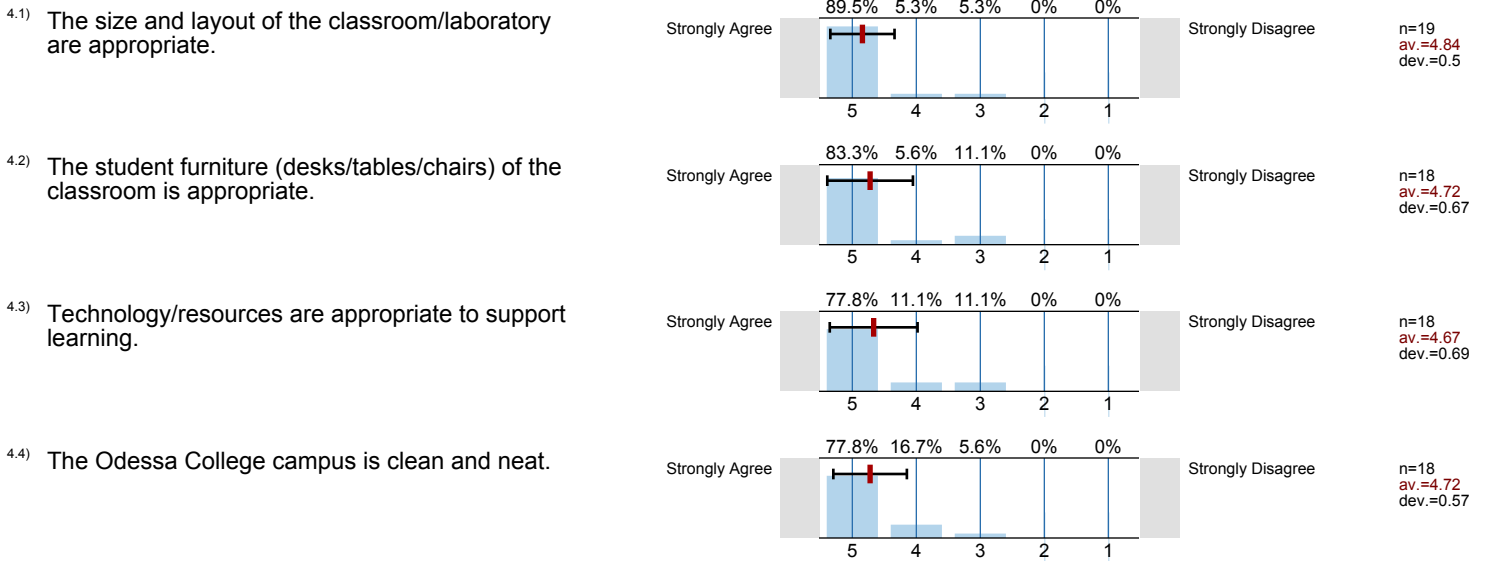 4.1) The size and layout of the classroom/laboratory
are appropriate.
89.5% 5.3% 5.3% 0% 0%
Strongly Agree
Strongly Disagree
5 4 3 2 1
n=19
av.=4.84
dev.=0.5
4.2) The student furniture (desks/tables/chairs) of the
classroom is appropriate.
83.3% 5.6% 11.1% 0% 0%
Strongly Agree
Strongly Disagree
5 4 3 2 1
n=18
av.=4.72
dev.=0.67
4.3) Technology/resources are appropriate to support
learning.
77.8% 11.1% 11.1% 0% 0%
Strongly Agree
Strongly Disagree
5 4 3 2 1
n=18
av.=4.67
dev.=0.69
4.4) The Odessa College campus is clean and neat.
77.8% 16.7% 5.6% 0% 0%
Strongly Agree
Strongly Disagree
5 4 3 2 1
n=18
av.=4.72
dev.=0.57